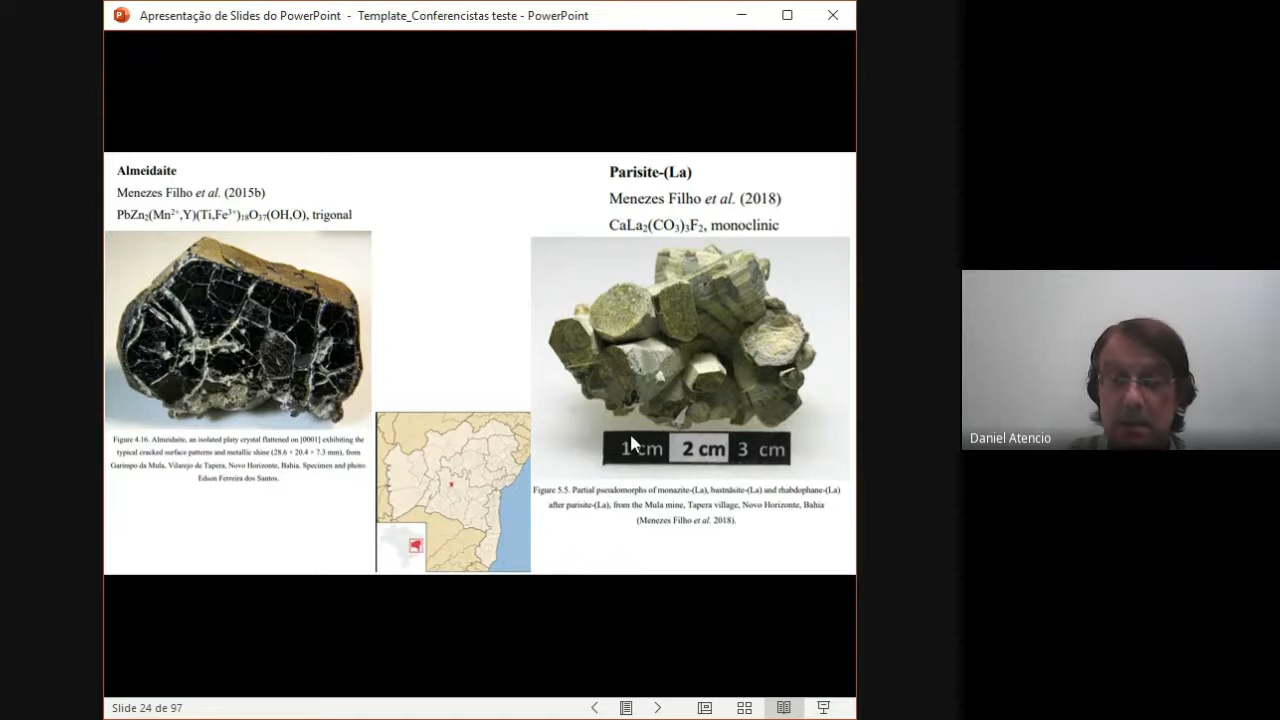 Apresentação de Slides do PowerPoint - Template_Conferencistas teste - PowerPoint
Almeidaite
Menezes Filho et al. (2015b)
PbZn₂(Mn²⁺,Y)(Ti,Fe³⁺)₁₈O₃₇(OH,O), trigonal
Figure 4.16. Almeidaite, an isolated platy crystal flattened on [0001] exhibiting the
typical cracked surface patterns and metallic shine (28.6 × 20.4 × 7.3 mm), from
Garimpo da Mula, Vilarejo de Tapera, Novo Horizonte, Bahia. Specimen and photo:
Edson Ferreira dos Santos.
Parisite-(La)
Menezes Filho et al. (2018)
CaLa₂(CO₃)₃F₂, monoclinic
1 cm 2 cm 3 cm
Figure 5.5. Partial pseudomorphs of monazite-(La), bastnäsite-(La) and rhabdophane-(La)
after parisite-(La), from the Mula mine, Tapera village, Novo Horizonte, Bahia
(Menezes Filho et al. 2018).
Daniel Atencio
Slide 24 de 97